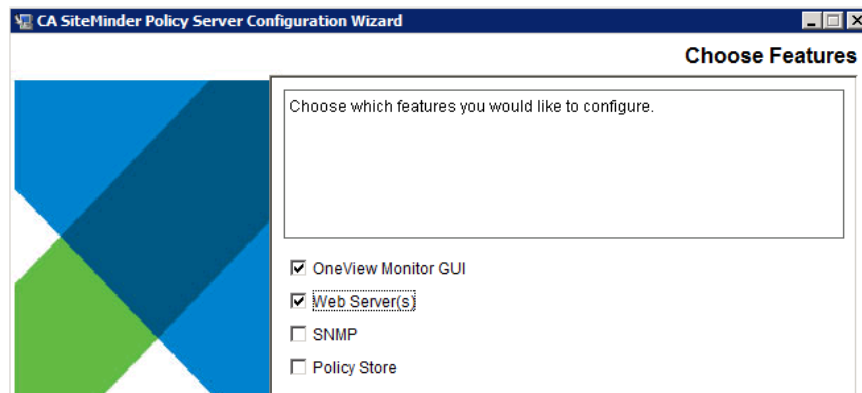 CA SiteMinder Policy Server Configuration Wizard
Choose Features
Choose which features you would like to configure.
OneView Monitor GUI
Web Server(s)
SNMP
Policy Store